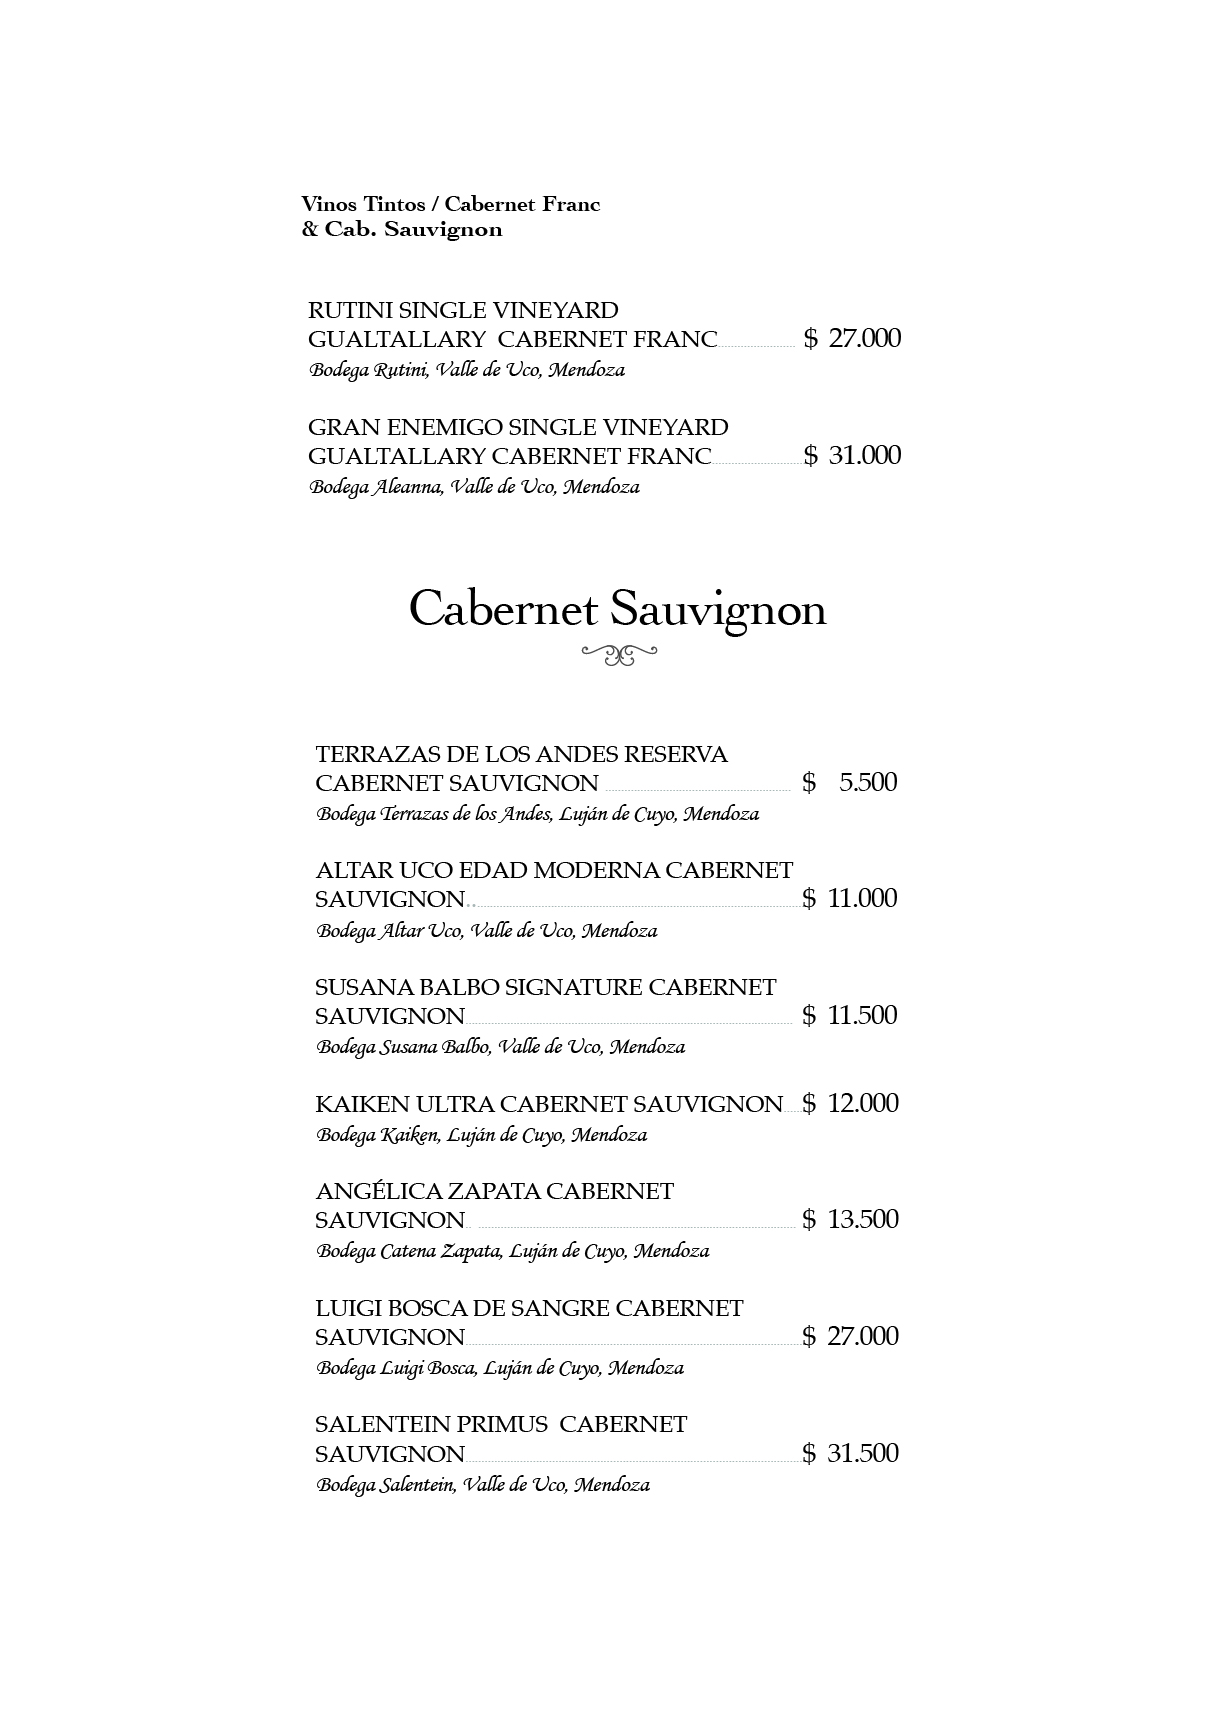 Vinos Tintos / Cabernet Franc
& Cab. Sauvignon
RUTINI SINGLE VINEYARD
GUALTALLARY CABERNET FRANC........................ $ 27.000
Bodega Rutini, Valle de Uco, Mendoza
GRAN ENEMIGO SINGLE VINEYARD
GUALTALLARY CABERNET FRANC........................$ 31.000
Bodega Aleanna, Valle de Uco, Mendoza
Cabernet Sauvignon
TERRAZAS DE LOS ANDES RESERVA
CABERNET SAUVIGNON ........................ $ 5.500
Bodega Terrazas de los Andes, Luján de Cuyo, Mendoza
ALTAR UCO EDAD MODERNA CABERNET
SAUVIGNON..........................$ 11.000
Bodega Altar Uco, Valle de Uco, Mendoza
SUSANA BALBO SIGNATURE CABERNET
SAUVIGNON........................ $ 11.500
Bodega Susana Balbo, Valle de Uco, Mendoza
KAIKEN ULTRA CABERNET SAUVIGNON......$ 12.000
Bodega Kaiken, Luján de Cuyo, Mendoza
ANGÉLICA ZAPATA CABERNET
SAUVIGNON.. ........................ $ 13.500
Bodega Catena Zapata, Luján de Cuyo, Mendoza
LUIGI BOSCA DE SANGRE CABERNET
SAUVIGNON........................$ 27.000
Bodega Luigi Bosca, Luján de Cuyo, Mendoza
SALENTEIN PRIMUS CABERNET
SAUVIGNON........................$ 31.500
Bodega Salentein, Valle de Uco, Mendoza